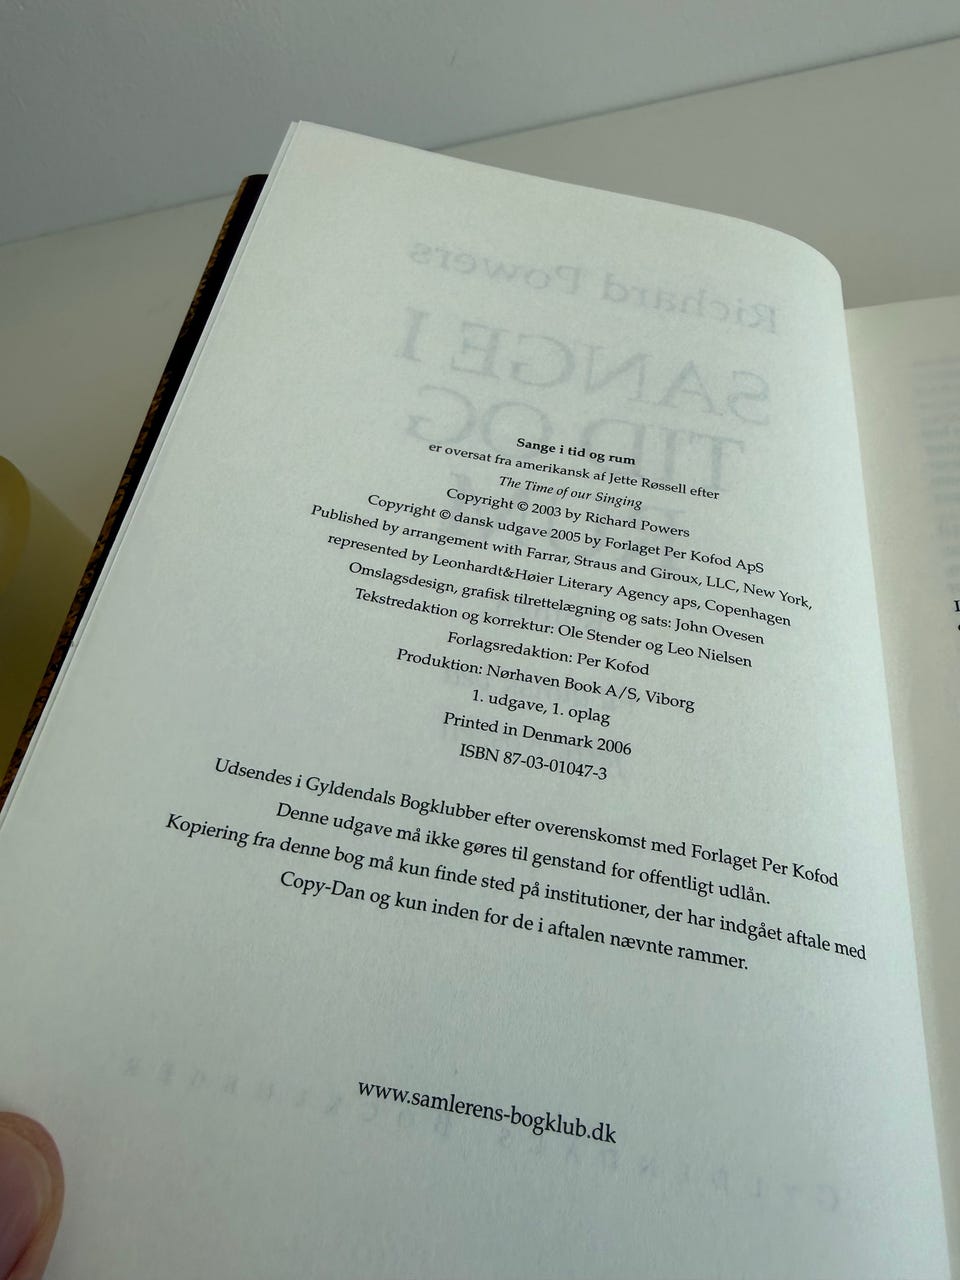 Sange i tid og rum
er oversat fra amerikansk af Jette Røssell efter
The Time of our Singing
Copyright © 2003 by Richard Powers
Copyright © dansk udgave 2005 by Forlaget Per Kofod ApS
Published by arrangement with Farrar, Straus and Giroux, LLC, New York,
represented by Leonhardt&Høier Literary Agency aps, Copenhagen
Omslagsdesign, grafisk tilrettelægning og sats: John Ovesen
Tekstredaktion og korrektur: Ole Stender og Leo Nielsen
Forlagsredaktion: Per Kofod
Produktion: Nørhaven Book A/S, Viborg
1. udgave, 1. oplag
Printed in Denmark 2006
ISBN 87-03-01047-3
Udsendes i Gyldendals Bogklubber efter overenskomst med Forlaget Per Kofod
Denne udgave må ikke gøres til genstand for offentligt udlån.
Kopiering fra denne bog må kun finde sted på institutioner, der har indgået aftale med
Copy-Dan og kun inden for de i aftalen nævnte rammer.
www.samlerens-bogklub.dk